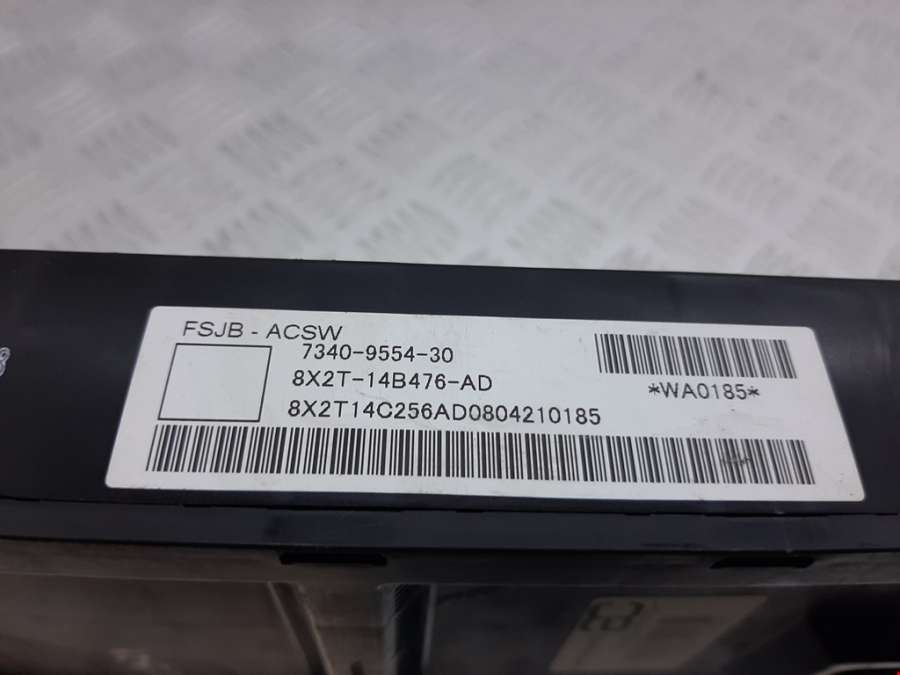 FSJB - ACSW
7340-9554-30
8X2T-14B476-AD
*WA0185*
8X2T14C256AD0804210185